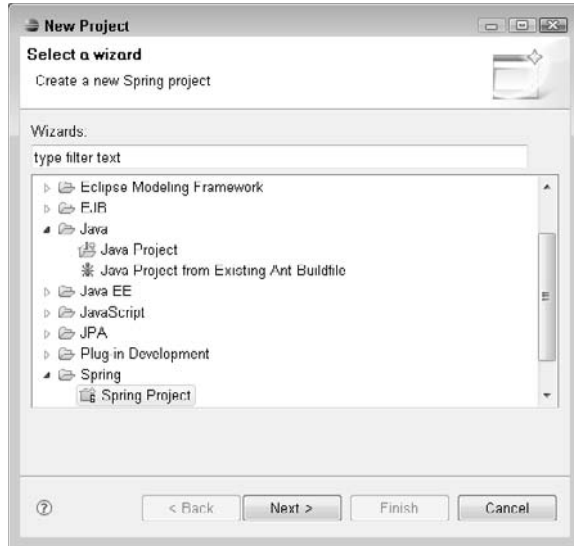 New Project
Select a wizard
Create a new Spring project
Wizards:
type filter text
Eclipse Modeling Framework
EJB
Java
Java Project
Java Project from Existing Ant Buildfile
Java EE
JavaScript
JPA
Plug-in Development
Spring
Spring Project
?
< Back
Next >
Finish
Cancel